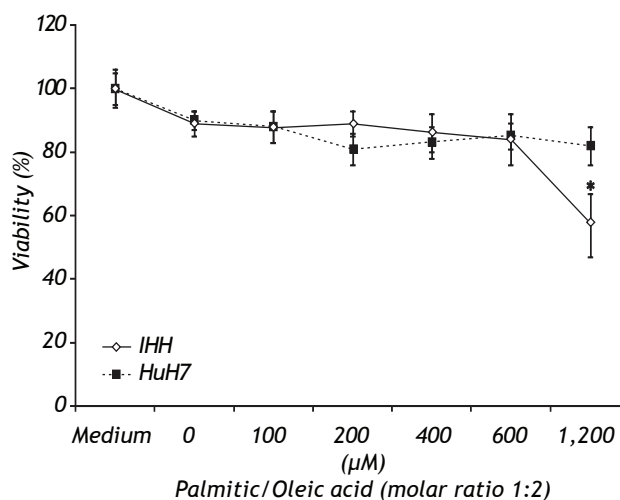 120
100
80
60
40
20
0
Viability (%)
*
IHH
HuH7
Medium 0 100 200 400 600 1,200
(µM)
Palmitic/Oleic acid (molar ratio 1:2)